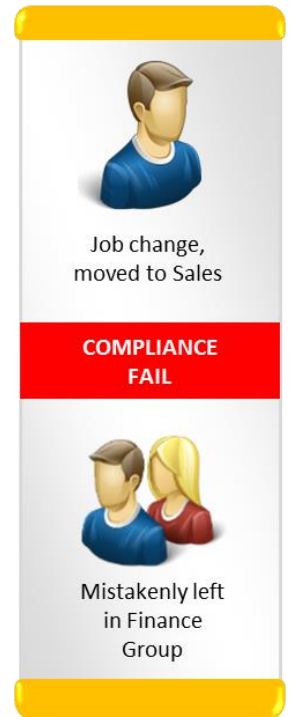 Job change,
moved to Sales
COMPLIANCE
FAIL
Mistakenly left
in Finance
Group